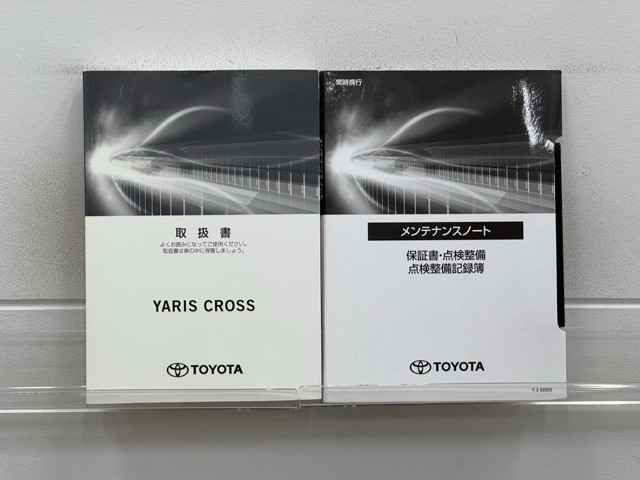 取扱書
よくお読みになってご使用ください。
取扱書は車の中に保管しましょう。
YARIS CROSS
TOYOTA
常時携行
メンテナンスノート
保証書・点検整備
点検整備記録簿
TOYOTA
T-2 62002